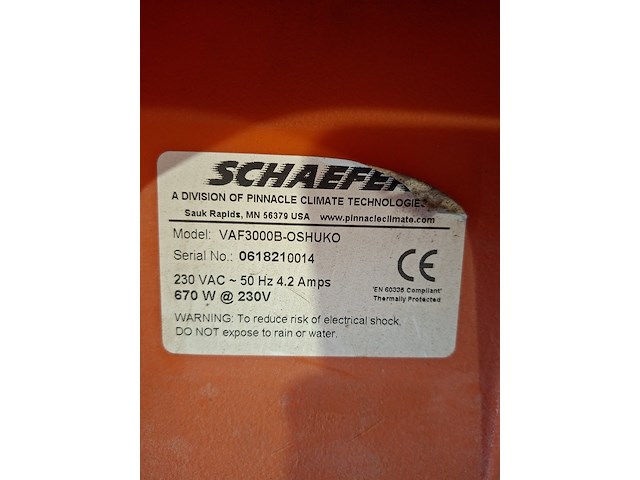 SCHAEFER
A DIVISION OF PINNACLE CLIMATE TECHNOLOGIES
Sauk Rapids, MN 56379 USA www.pinnacleclimate.com
Model: VAF3000B-OSHUKO
Serial No.: 0618210014
230 VAC ~ 50 Hz 4.2 Amps
670 W @ 230V
CE
'EN 60335 Compliant'
Thermally Protected
WARNING: To reduce risk of electrical shock,
DO NOT expose to rain or water.